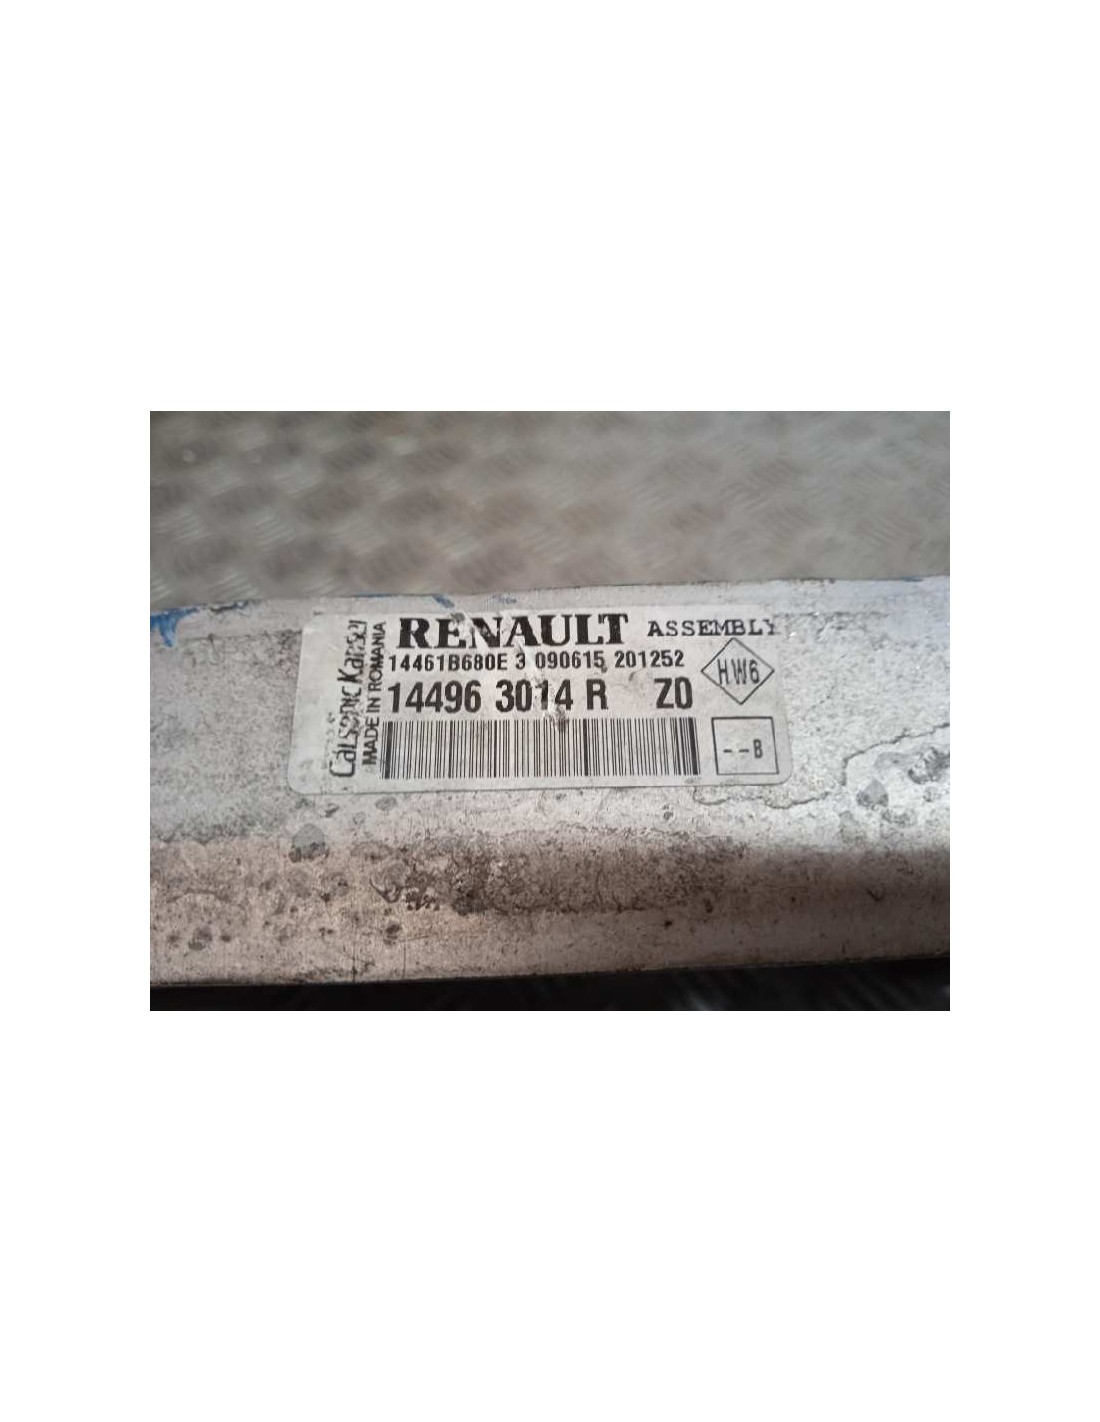 RENAULT ASSEMBLY
14461B680E 3 090615 201252
14496 3014 R Z0
HW6
--B
Calsonic Kansei
MADE IN ROMANIA